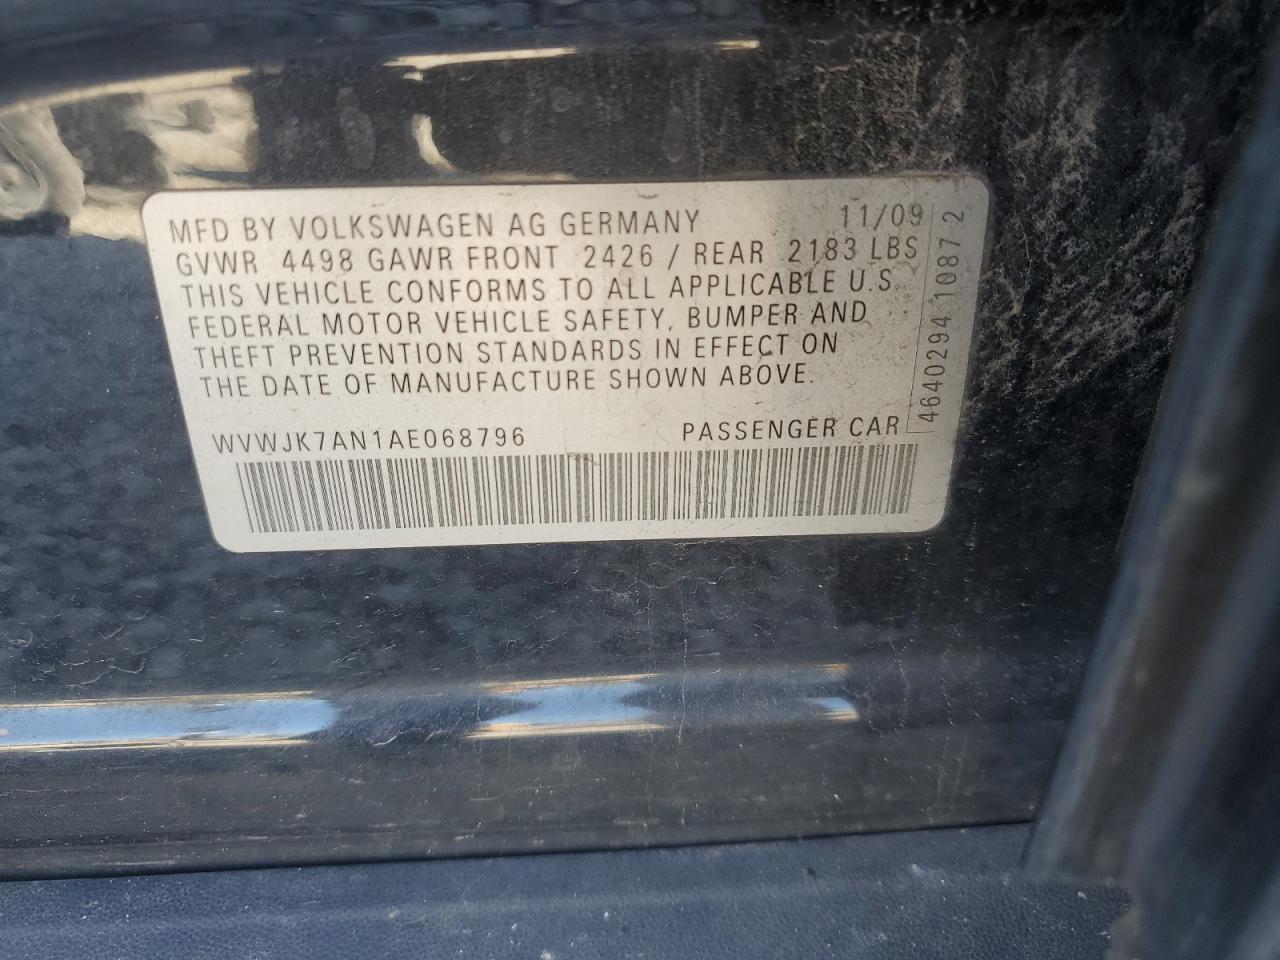 MFD BY VOLKSWAGEN AG GERMANY 11/09
GVWR 4498 GAWR FRONT 2426 / REAR 2183 LBS
THIS VEHICLE CONFORMS TO ALL APPLICABLE U.S.
FEDERAL MOTOR VEHICLE SAFETY, BUMPER AND
THEFT PREVENTION STANDARDS IN EFFECT ON
THE DATE OF MANUFACTURE SHOWN ABOVE.
WVWJK7AN1AE068796 PASSENGER CAR
4640294 1087 2